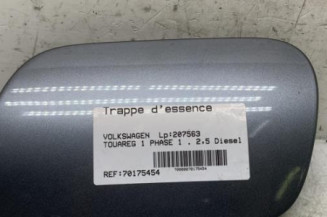 Trappe d'essence
VOLKSWAGEN Lp:207563
TOUAREG 1 PHASE 1 . 2.5 Diesel
REF:70175454